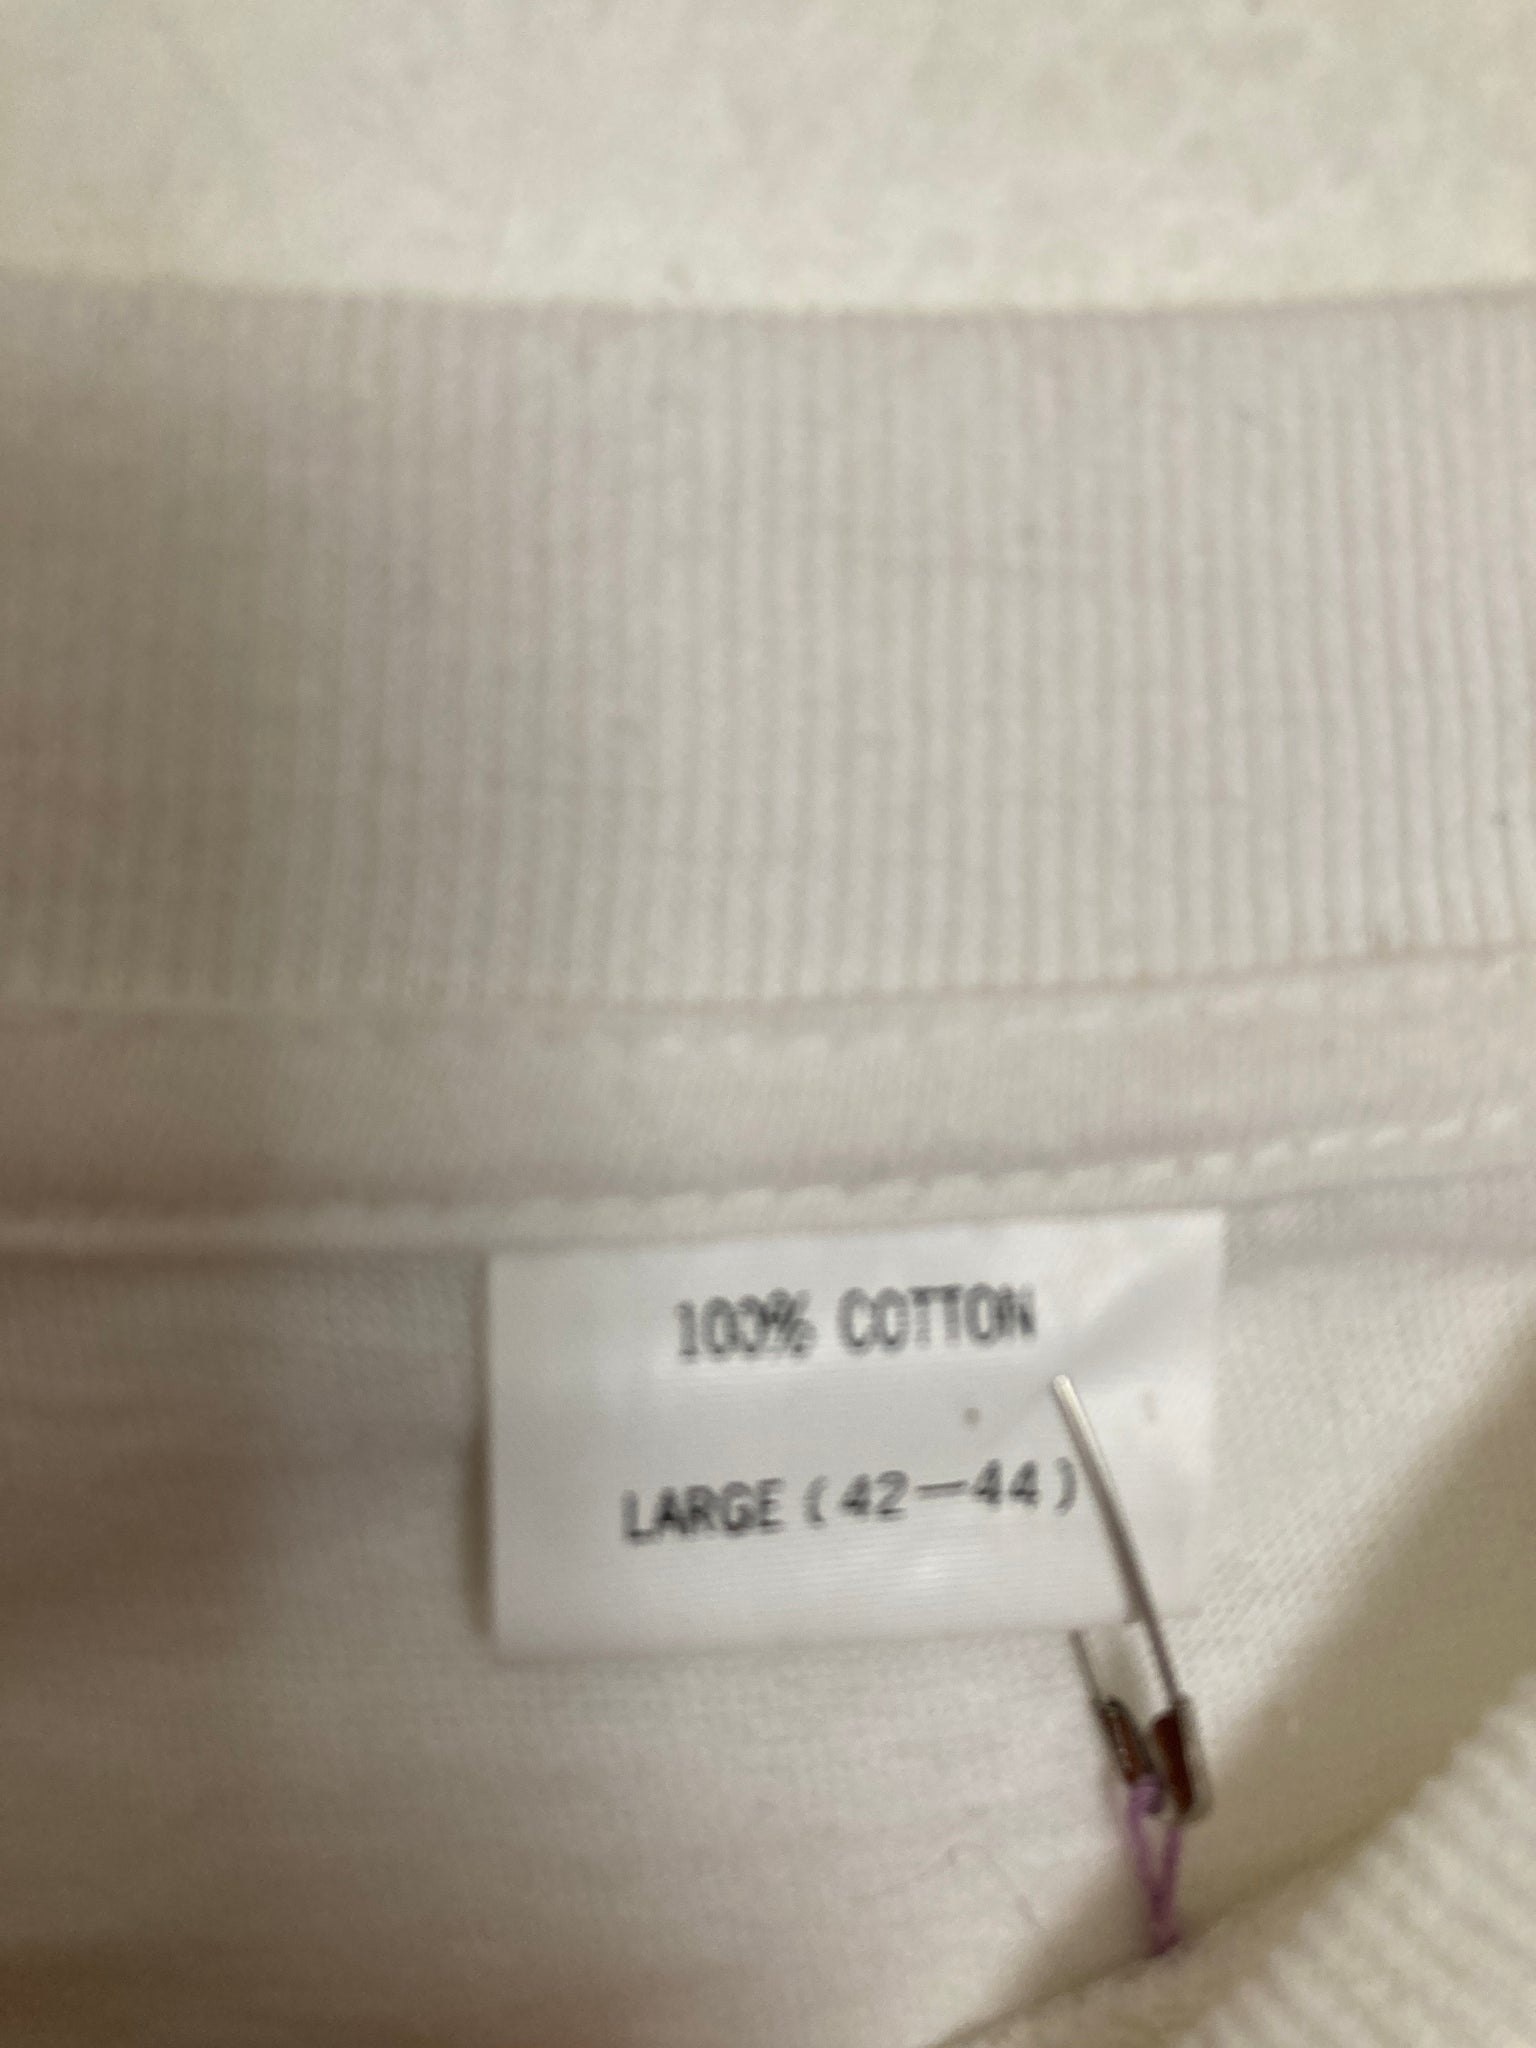 100% COTTON
LARGE (42-44)